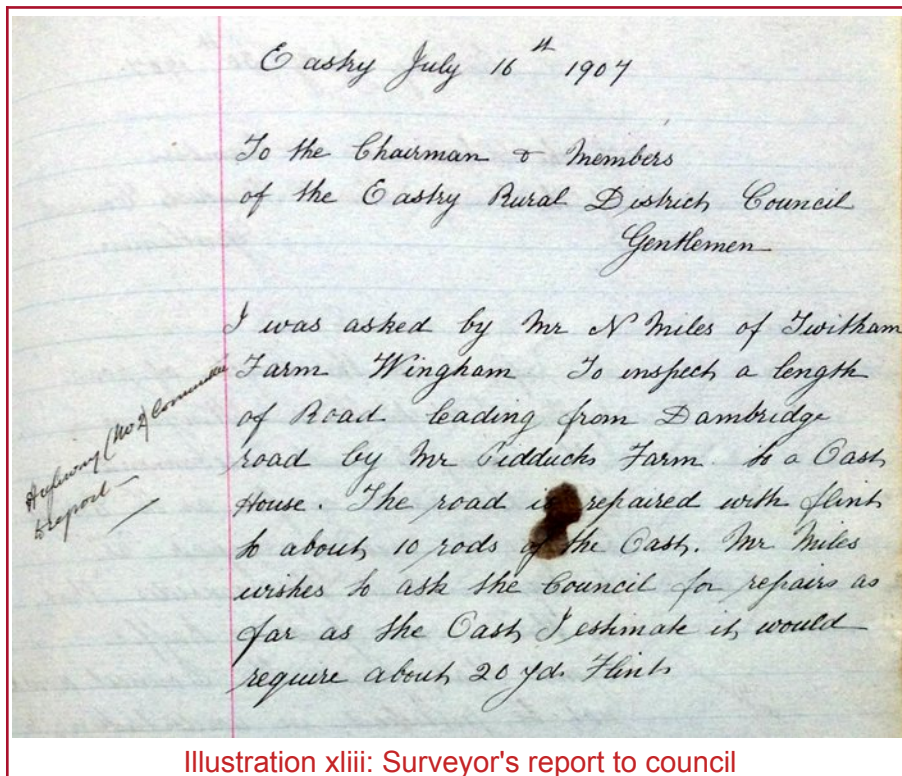 Eastry July 16th 1907
To the Chairman & Members
of the Eastry Rural District Council
Gentlemen
I was asked by Mr N Miles of Twitham
Farm Wingham To inspect a length
of Road leading from Dambridge
road by Mr Pidducks Farm. to a Oast
House. The road is repaired with flint
to about 10 rods of the Oast. Mr Miles
wishes to ask the Council for repairs as
far as the Oast, I estimate it would
require about 20 yds Flint
Highway (No 2) Committee
to report —
Illustration xliii: Surveyor's report to council